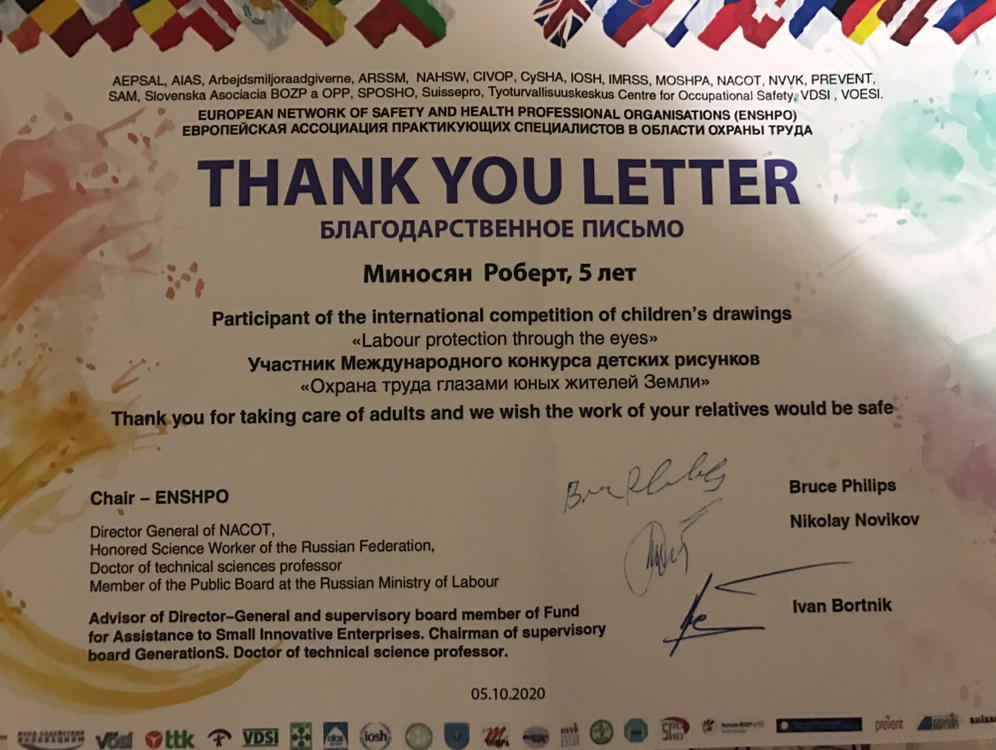 AEPSAL, AIAS, Arbejdsmiljoraadgiverne, ARSSM, NAHSW, CIVOP, CySHA, IOSH, IMRSS, MOSHPA, NACOT, NVVK, PREVENT,
SAM, Slovenska Asociacia BOZP a OPP, SPOSHO, Suissepro, Tyoturvallisuuskeskus Centre for Occupational Safety, VDSI , VOESI.
EUROPEAN NETWORK OF SAFETY AND HEALTH PROFESSIONAL ORGANISATIONS (ENSHPO)
ЕВРОПЕЙСКАЯ АССОЦИАЦИЯ ПРАКТИКУЮЩИХ СПЕЦИАЛИСТОВ В ОБЛАСТИ ОХРАНЫ ТРУДА
THANK YOU LETTER
БЛАГОДАРСТВЕННОЕ ПИСЬМО
Миносян Роберт, 5 лет
Participant of the international competition of children's drawings
«Labour protection through the eyes»
Участник Международного конкурса детских рисунков
«Охрана труда глазами юных жителей Земли»
Thank you for taking care of adults and we wish the work of your relatives would be safe
Chair – ENSHPO
Bruce Philips
Director General of NACOT,
Honored Science Worker of the Russian Federation,
Doctor of technical sciences professor
Member of the Public Board at the Russian Ministry of Labour
Nikolay Novikov
Advisor of Director–General and supervisory board member of Fund
for Assistance to Small Innovative Enterprises. Chairman of supervisory
board GenerationS. Doctor of technical science professor.
Ivan Bortnik
05.10.2020
vösi ttk VDSI iosh prevent suisse